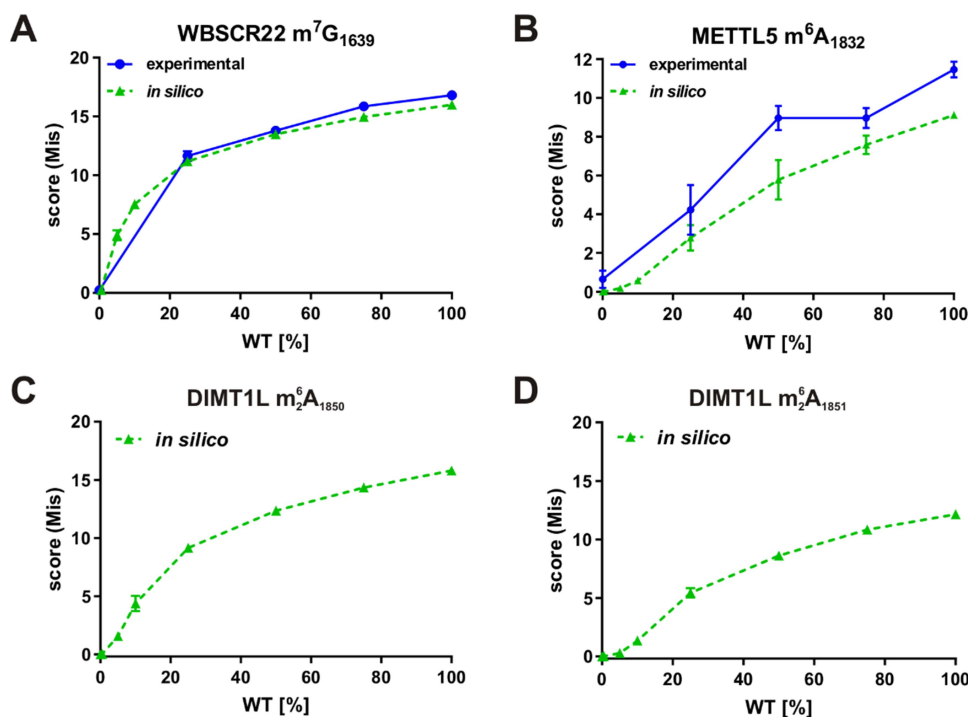 A
WBSCR22 m⁷G₁₆₃₉
experimental
in silico
score (Mis)
20
15
10
5
0
0 20 40 60 80 100
WT [%]
B
METTL5 m⁶A₁₈₃₂
experimental
in silico
score (Mis)
12
10
8
6
4
2
0
0 20 40 60 80 100
WT [%]
C
DIMT1L m⁶₂A₁₈₅₀
in silico
score (Mis)
20
15
10
5
0
0 20 40 60 80 100
WT [%]
D
DIMT1L m⁶₂A₁₈₅₁
in silico
score (Mis)
20
15
10
5
0
0 20 40 60 80 100
WT [%]